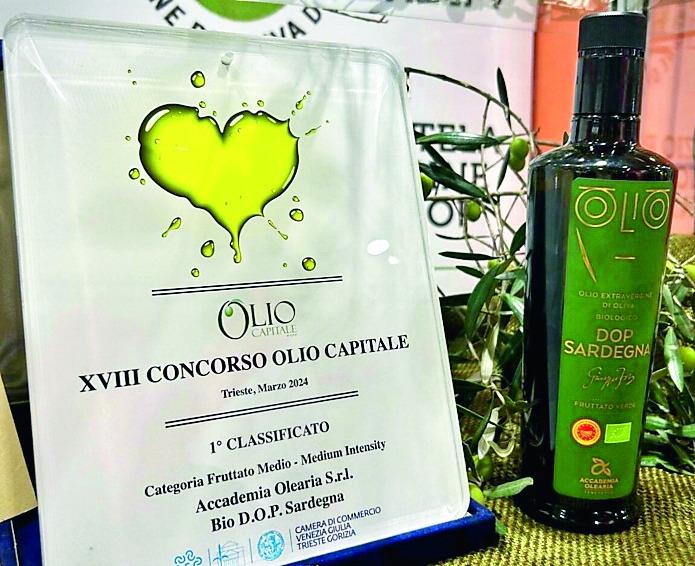 OLIO
CAPITALE
XVIII CONCORSO OLIO CAPITALE
Trieste, Marzo 2024
1° CLASSIFICATO
Categoria Fruttato Medio - Medium Intensity
Accademia Olearia S.r.l.
Bio D.O.P. Sardegna
CAMERA DI COMMERCIO
VENEZIA GIULIA
TRIESTE GORIZIA
OLIO
OLIO EXTRAVERGINE
DI OLIVA
BIOLOGICO
DOP
SARDEGNA
FRUTTATO VERDE
ACCADEMIA
OLEARIA